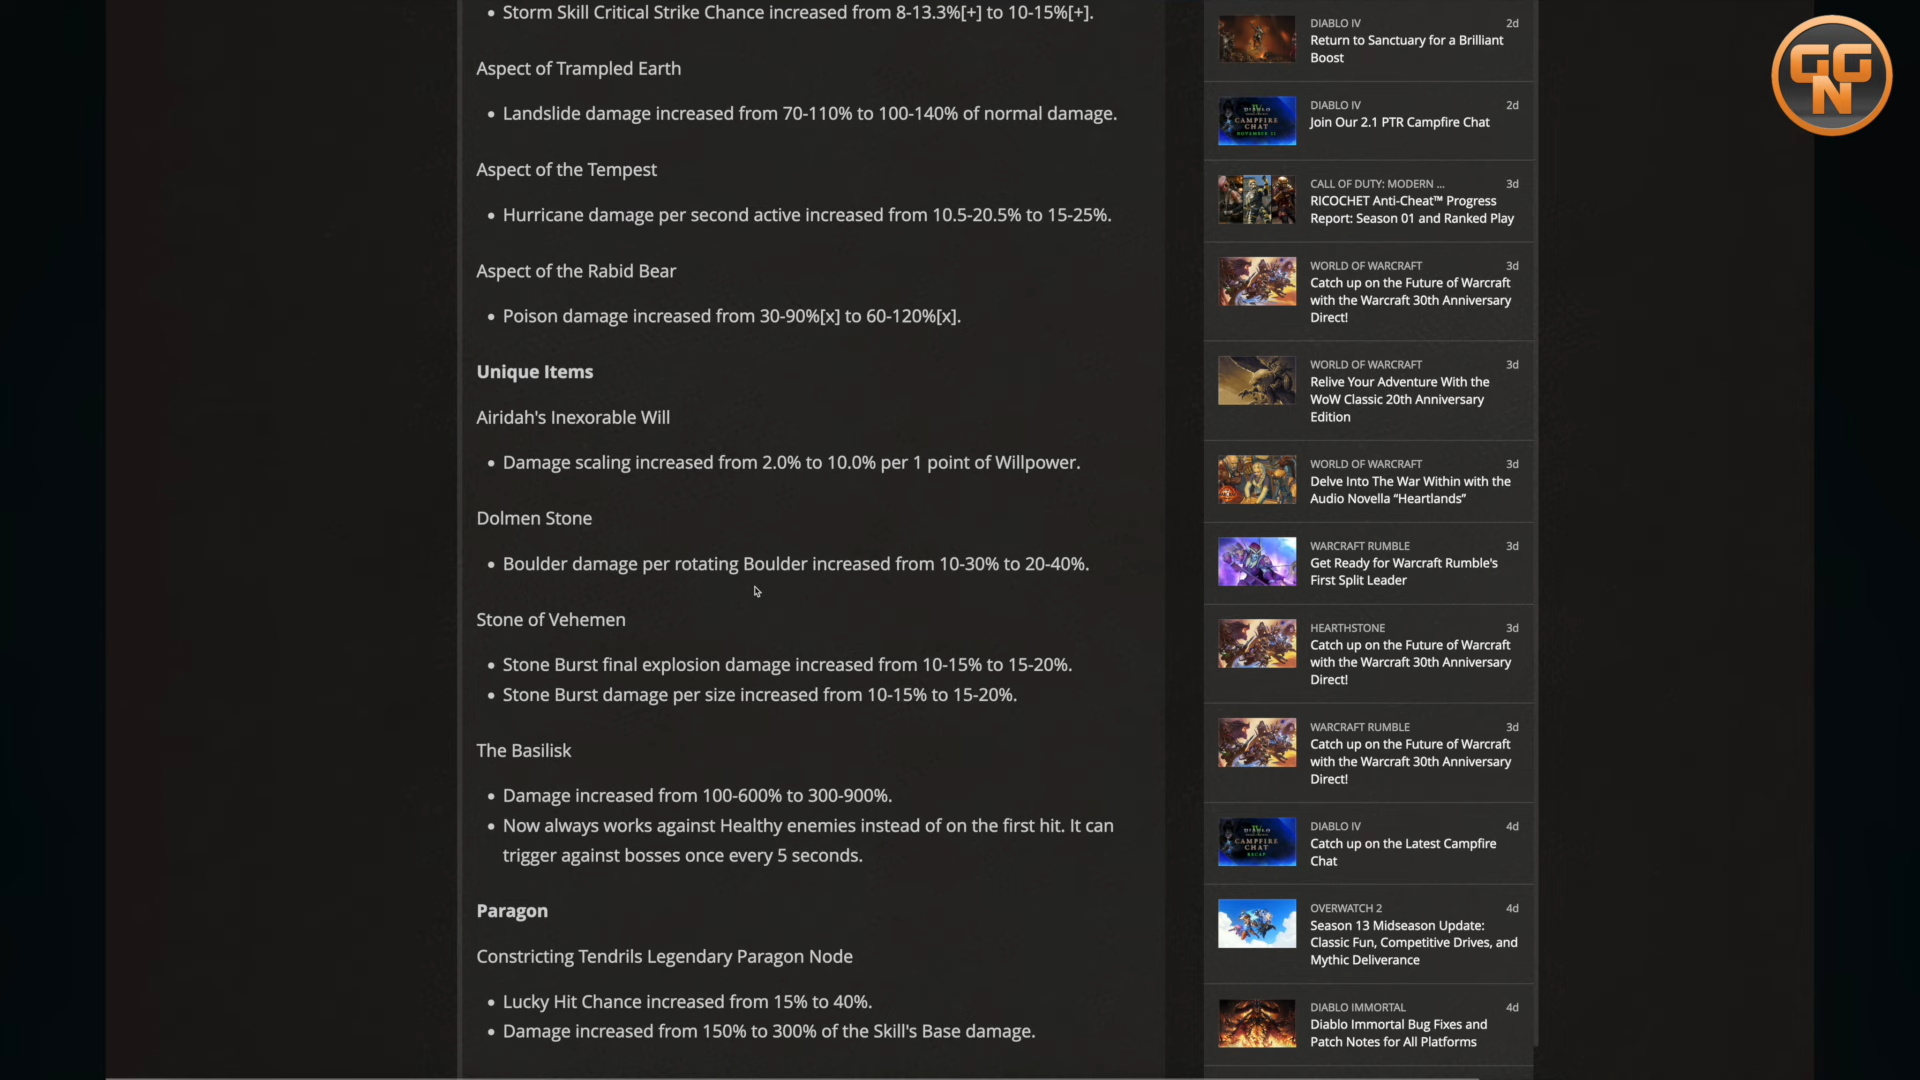 Storm Skill Critical Strike Chance increased from 8-13.3%[+] to 10-15%[+].
Aspect of Trampled Earth
Landslide damage increased from 70-110% to 100-140% of normal damage.
Aspect of the Tempest
Hurricane damage per second active increased from 10.5-20.5% to 15-25%.
Aspect of the Rabid Bear
Poison damage increased from 30-90%[x] to 60-120%[x].
Unique Items
Airidah's Inexorable Will
Damage scaling increased from 2.0% to 10.0% per 1 point of Willpower.
Dolmen Stone
Boulder damage per rotating Boulder increased from 10-30% to 20-40%.
Stone of Vehemen
Stone Burst final explosion damage increased from 10-15% to 15-20%.
Stone Burst damage per size increased from 10-15% to 15-20%.
The Basilisk
Damage increased from 100-600% to 300-900%.
Now always works against Healthy enemies instead of on the first hit. It can
trigger against bosses once every 5 seconds.
Paragon
Constricting Tendrils Legendary Paragon Node
Lucky Hit Chance increased from 15% to 40%.
Damage increased from 150% to 300% of the Skill's Base damage.
DIABLO IV 2d
Return to Sanctuary for a Brilliant
Boost
CAMPFIRE
CHAT
NOVEMBER 21
DIABLO IV 2d
Join Our 2.1 PTR Campfire Chat
CALL OF DUTY: MODERN ... 3d
RICOCHET Anti-Cheat™ Progress
Report: Season 01 and Ranked Play
WORLD OF WARCRAFT 3d
Catch up on the Future of Warcraft
with the Warcraft 30th Anniversary
Direct!
WORLD OF WARCRAFT 3d
Relive Your Adventure With the
WoW Classic 20th Anniversary
Edition
WORLD OF WARCRAFT 3d
Delve Into The War Within with the
Audio Novella “Heartlands”
WARCRAFT RUMBLE 3d
Get Ready for Warcraft Rumble's
First Split Leader
HEARTHSTONE 3d
Catch up on the Future of Warcraft
with the Warcraft 30th Anniversary
Direct!
WARCRAFT RUMBLE 3d
Catch up on the Future of Warcraft
with the Warcraft 30th Anniversary
Direct!
CAMPFIRE
CHAT
RECAP
DIABLO IV 4d
Catch up on the Latest Campfire
Chat
OVERWATCH 2 4d
Season 13 Midseason Update:
Classic Fun, Competitive Drives, and
Mythic Deliverance
DIABLO IMMORTAL 4d
Diablo Immortal Bug Fixes and
Patch Notes for All Platforms
GGN